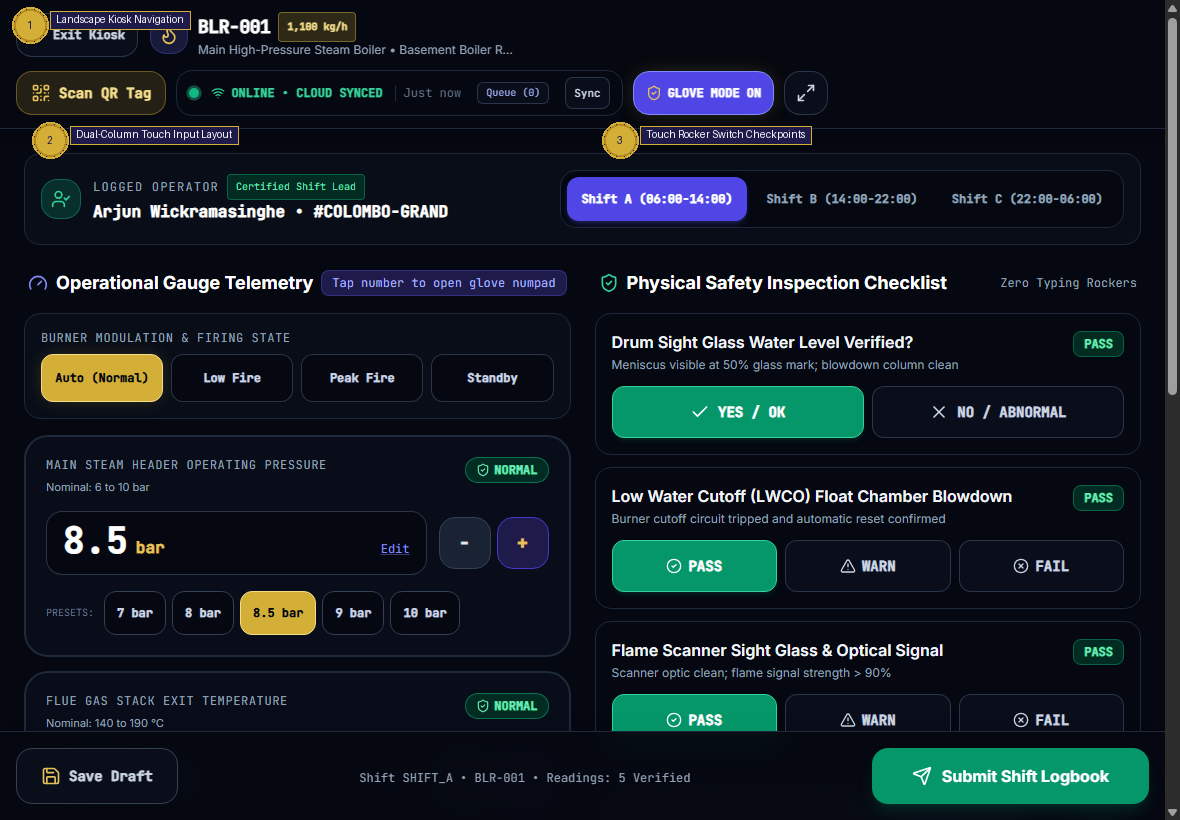 1
Landscape Kiosk Navigation
Exit Kiosk
BLR-001
1,100 kg/h
Main High-Pressure Steam Boiler • Basement Boiler R...
Scan QR Tag
ONLINE • CLOUD SYNCED
Just now
Queue (0)
Sync
GLOVE MODE ON
2
Dual-Column Touch Input Layout
3
Touch Rocker Switch Checkpoints
LOGGED OPERATOR
Certified Shift Lead
Arjun Wickramasinghe • #COLOMBO-GRAND
Shift A (06:00-14:00)
Shift B (14:00-22:00)
Shift C (22:00-06:00)
Operational Gauge Telemetry
Tap number to open glove numpad
BURNER MODULATION & FIRING STATE
Auto (Normal)
Low Fire
Peak Fire
Standby
MAIN STEAM HEADER OPERATING PRESSURE
NORMAL
Nominal: 6 to 10 bar
8.5 bar
Edit
-
+
PRESETS:
7 bar
8 bar
8.5 bar
9 bar
10 bar
FLUE GAS STACK EXIT TEMPERATURE
NORMAL
Nominal: 140 to 190 °C
Physical Safety Inspection Checklist
Zero Typing Rockers
Drum Sight Glass Water Level Verified?
PASS
Meniscus visible at 50% glass mark; blowdown column clean
YES / OK
NO / ABNORMAL
Low Water Cutoff (LWCO) Float Chamber Blowdown
PASS
Burner cutoff circuit tripped and automatic reset confirmed
PASS
WARN
FAIL
Flame Scanner Sight Glass & Optical Signal
PASS
Scanner optic clean; flame signal strength > 90%
PASS
WARN
FAIL
Save Draft
Shift SHIFT_A • BLR-001 • Readings: 5 Verified
Submit Shift Logbook